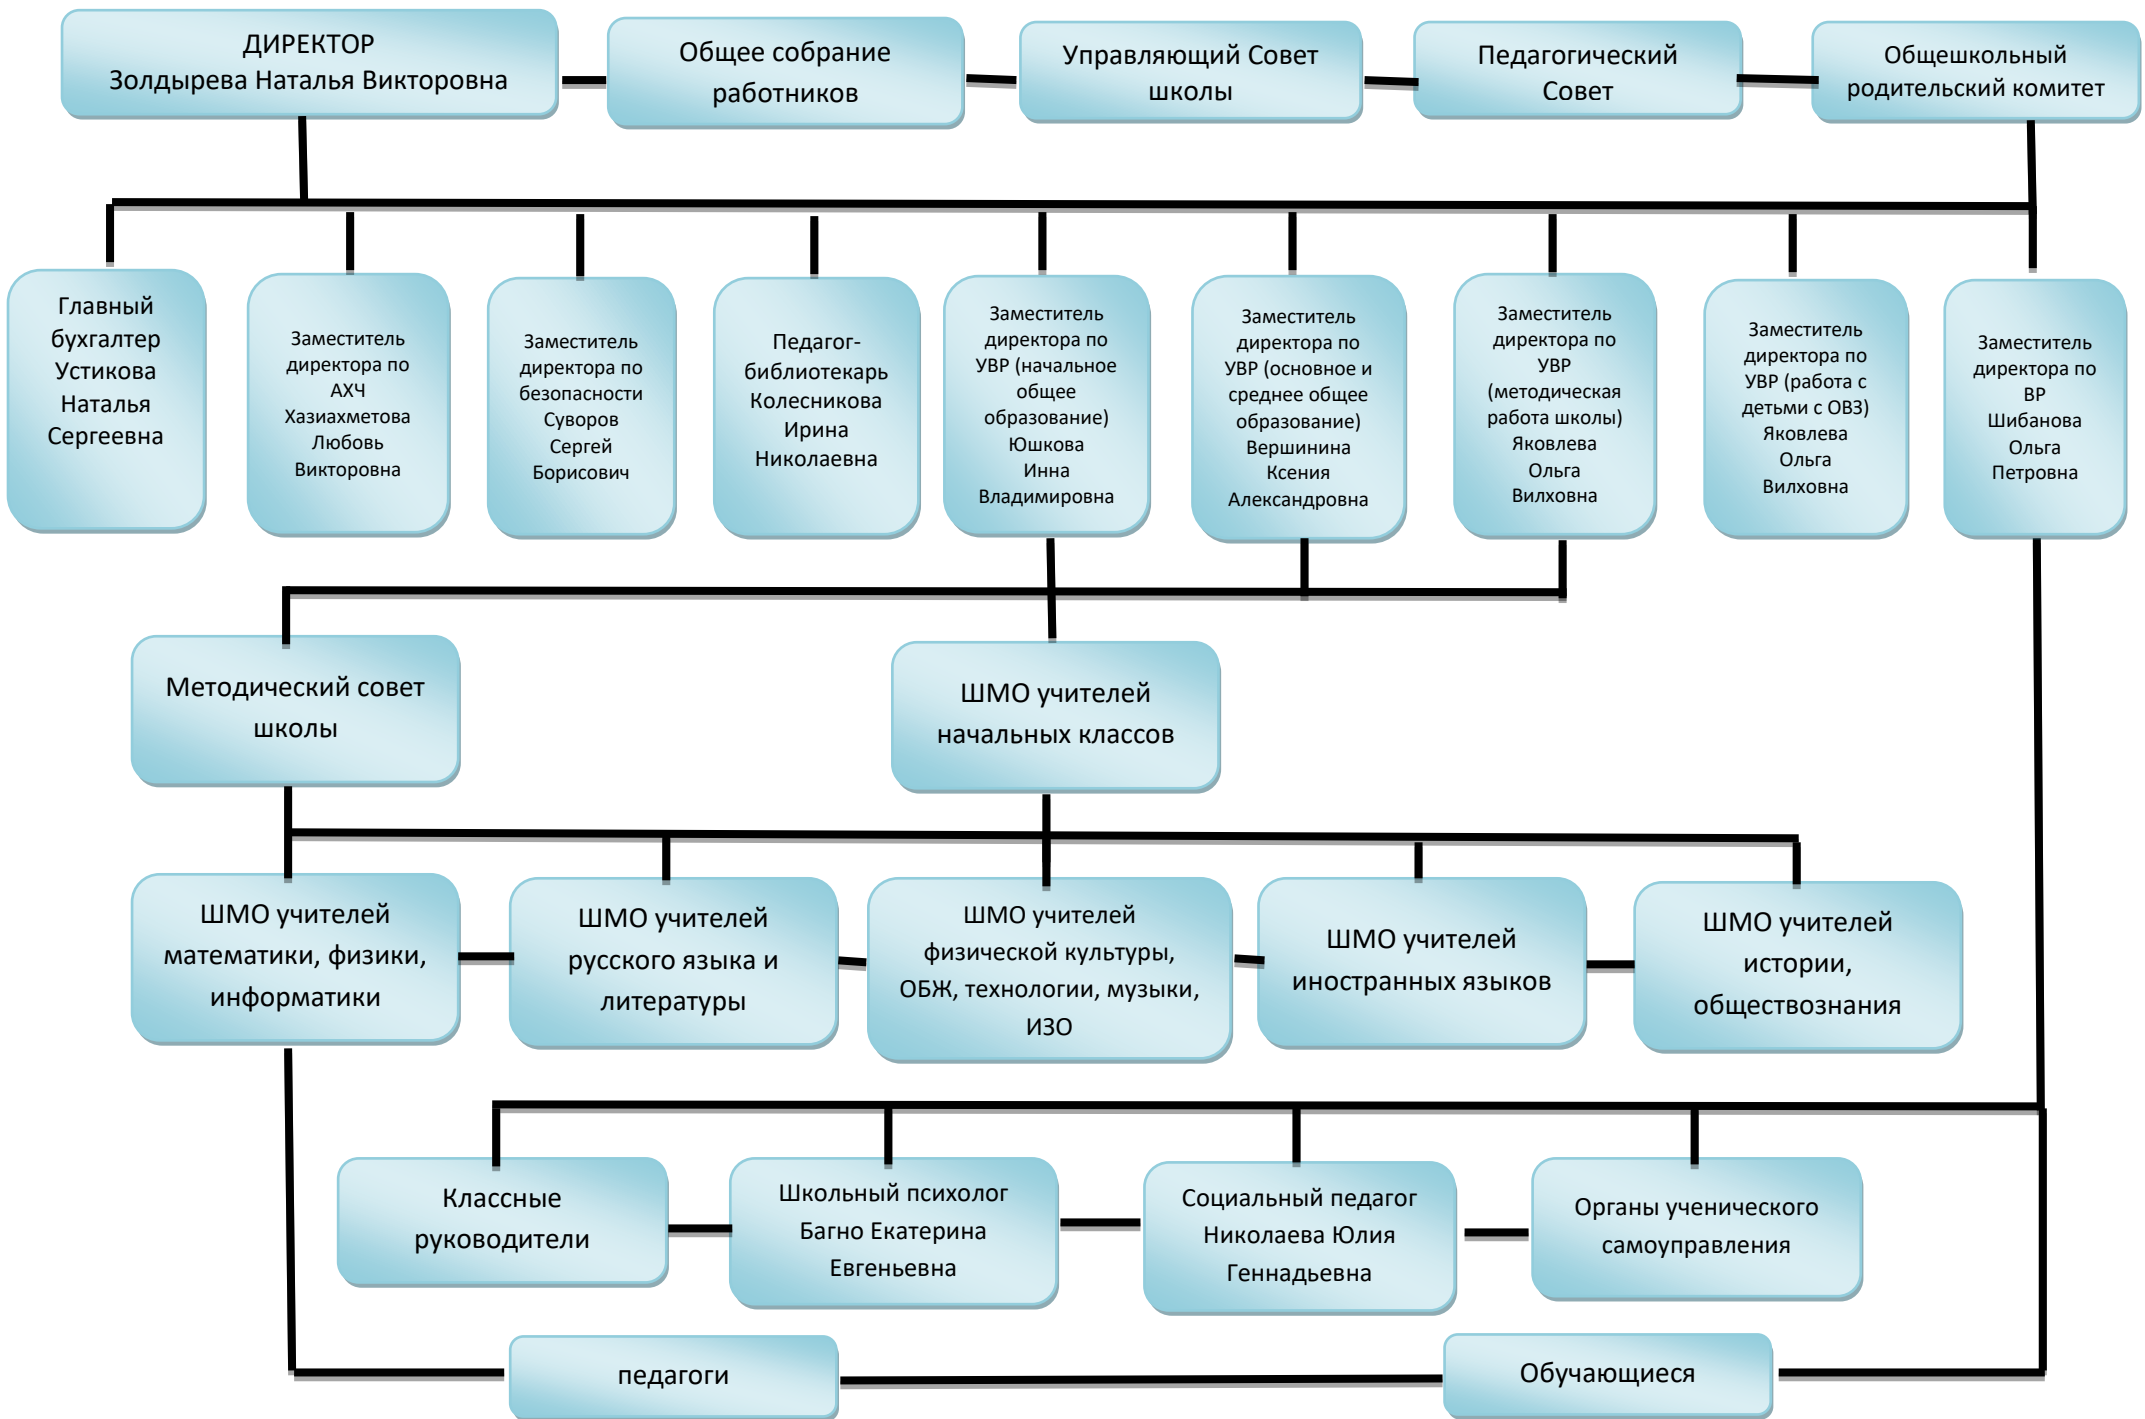 ДИРЕКТОР
Золдырева Наталья Викторовна
Общее собрание
работников
Управляющий Совет
школы
Педагогический
Совет
Общешкольный
родительский комитет
Главный
бухгалтер
Устикова
Наталья
Сергеевна
Заместитель
директора по
АХЧ
Хазиахметова
Любовь
Викторовна
Заместитель
директора по
безопасности
Суворов
Сергей
Борисович
Педагог-
библиотекарь
Колесникова
Ирина
Николаевна
Заместитель
директора по
УВР (начальное
общее
образование)
Юшкова
Инна
Владимировна
Заместитель
директора по
УВР (основное и
среднее общее
образование)
Вершинина
Ксения
Александровна
Заместитель
директора по
УВР
(методическая
работа школы)
Яковлева
Ольга
Вилховна
Заместитель
директора по
УВР (работа с
детьми с ОВЗ)
Яковлева
Ольга
Вилховна
Заместитель
директора по
ВР
Шибанова
Ольга
Петровна
Методический совет
школы
ШМО учителей
начальных классов
ШМО учителей
математики, физики,
информатики
ШМО учителей
русского языка и
литературы
ШМО учителей
физической культуры,
ОБЖ, технологии, музыки,
ИЗО
ШМО учителей
иностранных языков
ШМО учителей
истории,
обществознания
Классные
руководители
Школьный психолог
Багно Екатерина
Евгеньевна
Социальный педагог
Николаева Юлия
Геннадьевна
Органы ученического
самоуправления
педагоги
Обучающиеся